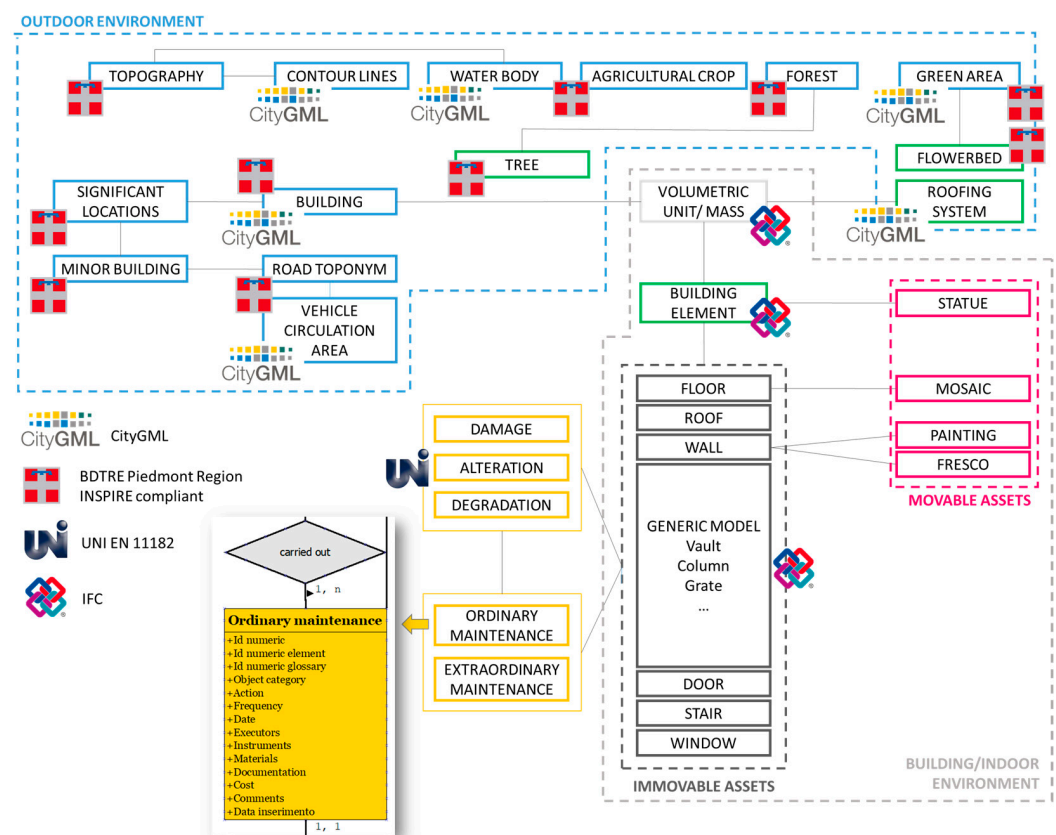 OUTDOOR ENVIRONMENT
TOPOGRAPHY
CONTOUR LINES
WATER BODY
AGRICULTURAL CROP
FOREST
GREEN AREA
CityGML
CityGML
CityGML
TREE
FLOWERBED
SIGNIFICANT
LOCATIONS
BUILDING
CityGML
VOLUMETRIC
UNIT/ MASS
ROOFING
SYSTEM
CityGML
MINOR BUILDING
ROAD TOPONYM
VEHICLE
CIRCULATION
AREA
CityGML
BUILDING
ELEMENT
STATUE
FLOOR
ROOF
WALL
MOSAIC
PAINTING
FRESCO
MOVABLE ASSETS
CityGML CityGML
BDTRE Piedmont Region
INSPIRE compliant
UNI UNI EN 11182
IFC
DAMAGE
ALTERATION
DEGRADATION
UNI
GENERIC MODEL
Vault
Column
Grate
...
ORDINARY
MAINTENANCE
EXTRAORDINARY
MAINTENANCE
DOOR
STAIR
WINDOW
IMMOVABLE ASSETS
BUILDING/INDOOR
ENVIRONMENT
carried out
1, n
Ordinary maintenance
+Id numeric
+Id numeric element
+Id numeric glossary
+Object category
+Action
+Frequency
+Date
+Executors
+Instruments
+Materials
+Documentation
+Cost
+Comments
+Data inserimento
1, 1